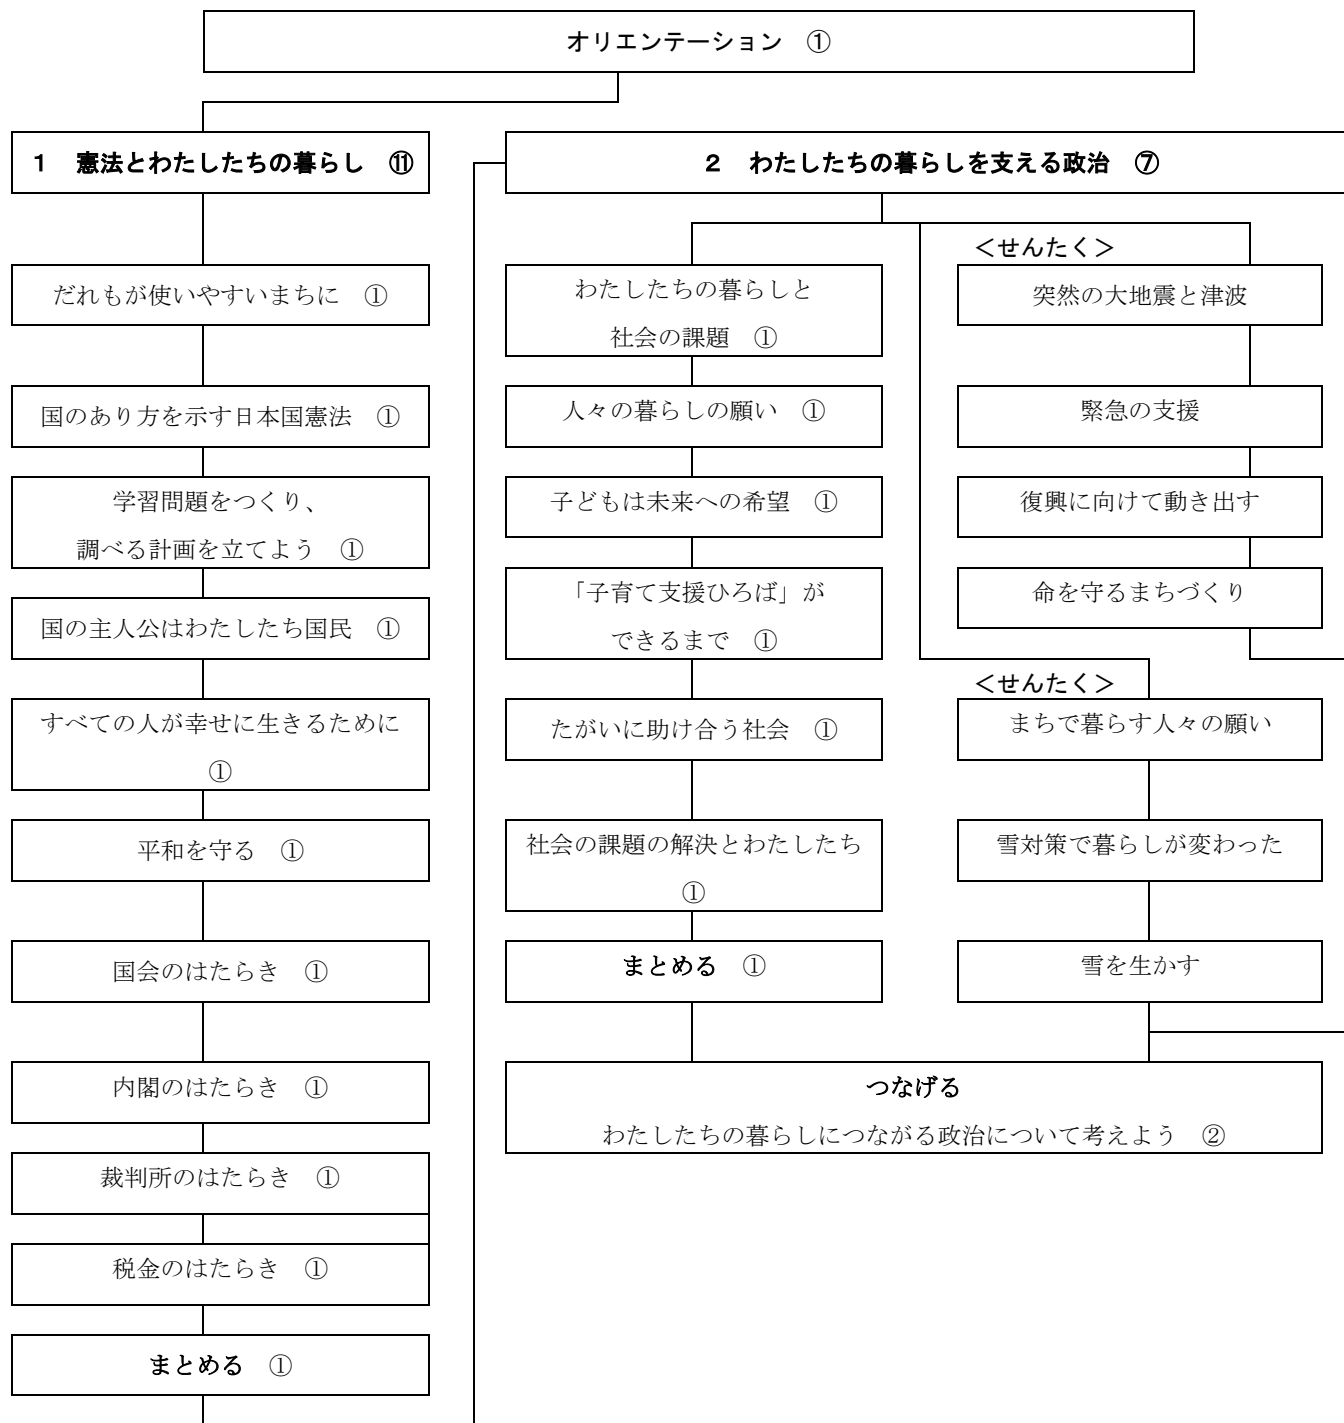 オリエンテーション　①
１　憲法とわたしたちの暮らし　⑪
だれもが使いやすいまちに　①
国のあり方を示す日本国憲法　①
学習問題をつくり、
調べる計画を立てよう　①
国の主人公はわたしたち国民　①
すべての人が幸せに生きるために
①
平和を守る　①
国会のはたらき　①
内閣のはたらき　①
裁判所のはたらき　①
税金のはたらき　①
まとめる　①
２　わたしたちの暮らしを支える政治　⑦
わたしたちの暮らしと
社会の課題　①
人々の暮らしの願い　①
子どもは未来への希望　①
「子育て支援ひろば」が
できるまで　①
たがいに助け合う社会　①
社会の課題の解決とわたしたち
①
まとめる　①
＜せんたく＞
突然の大地震と津波
緊急の支援
復興に向けて動き出す
命を守るまちづくり
＜せんたく＞
まちで暮らす人々の願い
雪対策で暮らしが変わった
雪を生かす
つなげる
わたしたちの暮らしにつながる政治について考えよう　②